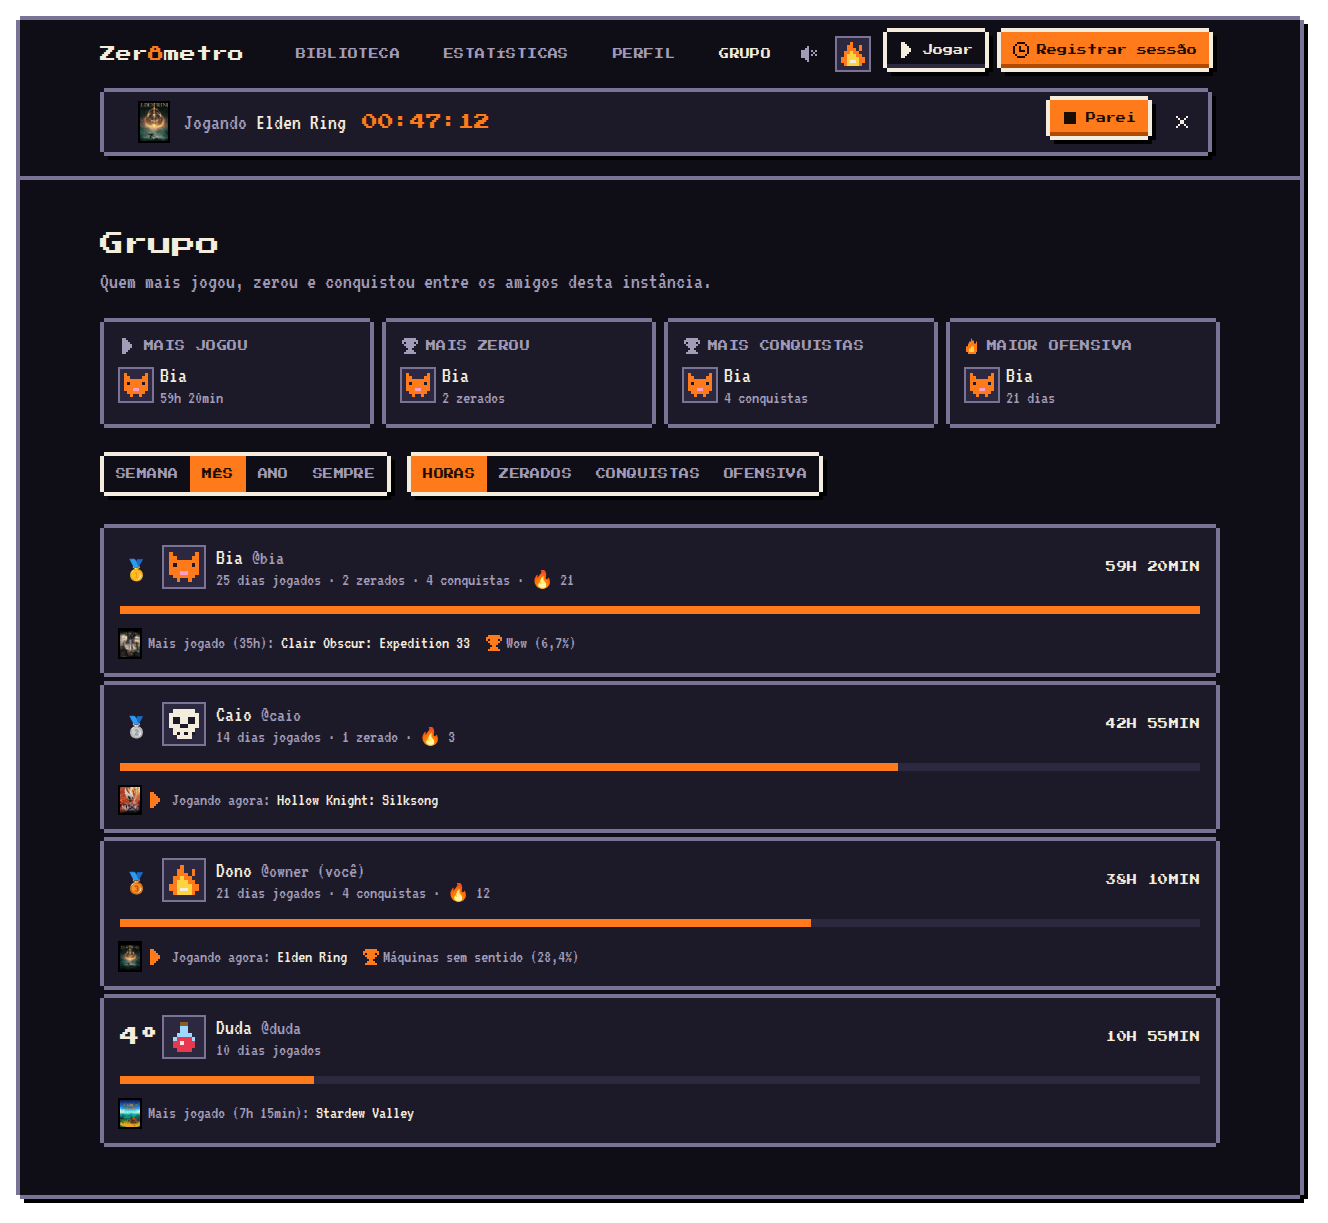 Zerômetro BIBLIOTECA ESTATÍSTICAS PERFIL GRUPO Jogar Registrar sessão
Jogando Elden Ring 00:47:12 Parei
Grupo
Quem mais jogou, zerou e conquistou entre os amigos desta instância.
MAIS JOGOU
Bia
59h 20min
MAIS ZEROU
Bia
2 zerados
MAIS CONQUISTAS
Bia
4 conquistas
MAIOR OFENSIVA
Bia
21 dias
SEMANA MÊS ANO SEMPRE HORAS ZERADOS CONQUISTAS OFENSIVA
Bia @bia
25 dias jogados · 2 zerados · 4 conquistas · 🔥 21
59H 20MIN
Mais jogado (35h): Clair Obscur: Expedition 33 Wow (6,7%)
Caio @caio
14 dias jogados · 1 zerado · 🔥 3
42H 55MIN
Jogando agora: Hollow Knight: Silksong
Dono @owner (você)
21 dias jogados · 4 conquistas · 🔥 12
38H 10MIN
Jogando agora: Elden Ring Máquinas sem sentido (28,4%)
4º
Duda @duda
10 dias jogados
10H 55MIN
Mais jogado (7h 15min): Stardew Valley